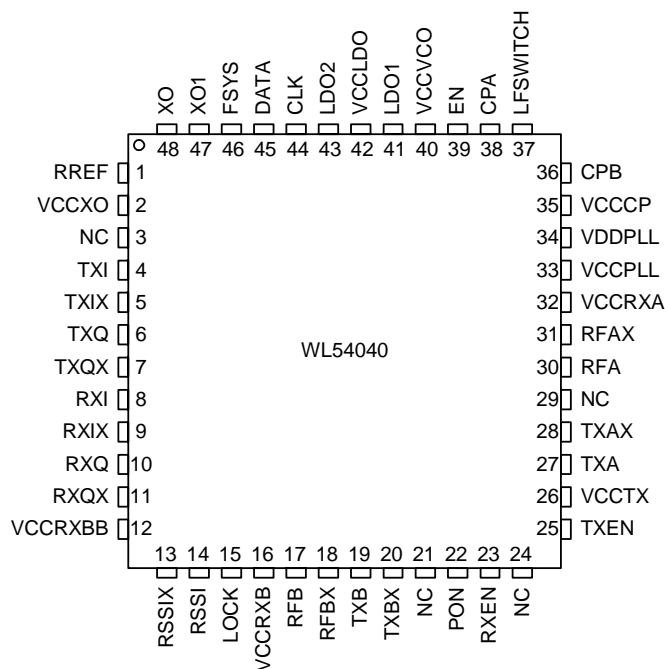 XO
XO1
FSYS
DATA
CLK
LDO2
VCCLDO
LDO1
VCCVCO
EN
CPA
LFSWITCH
48 47 46 45 44 43 42 41 40 39 38 37
RREF 1 36 CPB
VCCXO 2 35 VCCCP
NC 3 34 VDDPLL
TXI 4 33 VCCPLL
TXIX 5 32 VCCRXA
TXQ 6 31 RFAX
TXQX 7 30 RFA
WL54040
RXI 8 29 NC
RXIX 9 28 TXAX
RXQ 10 27 TXA
RXQX 11 26 VCCTX
VCCRXBB 12 25 TXEN
13 14 15 16 17 18 19 20 21 22 23 24
RSSIX
RSSI
LOCK
VCCRXB
RFB
RFBX
TXB
TXBX
NC
PON
RXEN
NC